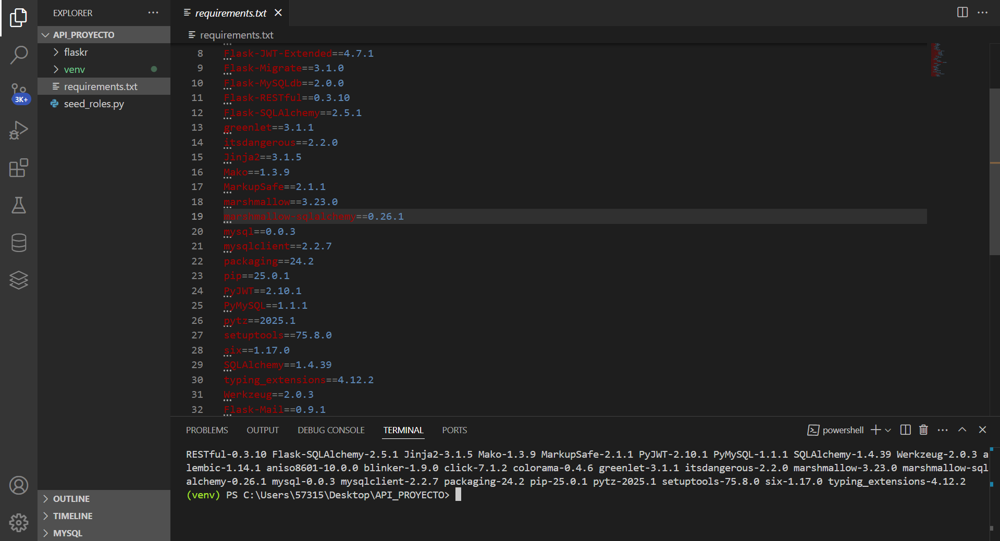 EXPLORER
API_PROYECTO
flaskr
venv
requirements.txt
seed_roles.py
3K+
OUTLINE
TIMELINE
MYSQL
requirements.txt
requirements.txt
8 Flask-JWT-Extended==4.7.1
9 Flask-Migrate==3.1.0
10 Flask-MySQLdb==2.0.0
11 Flask-RESTful==0.3.10
12 Flask-SQLAlchemy==2.5.1
13 greenlet==3.1.1
14 itsdangerous==2.2.0
15 Jinja2==3.1.5
16 Mako==1.3.9
17 MarkupSafe==2.1.1
18 marshmallow==3.23.0
19 marshmallow-sqlalchemy==0.26.1
20 mysql==0.0.3
21 mysqlclient==2.2.7
22 packaging==24.2
23 pip==25.0.1
24 PyJWT==2.10.1
25 PyMySQL==1.1.1
26 pytz==2025.1
27 setuptools==75.8.0
28 six==1.17.0
29 SQLAlchemy==1.4.39
30 typing_extensions==4.12.2
31 Werkzeug==2.0.3
32 Flask-Mail==0.9.1
PROBLEMS OUTPUT DEBUG CONSOLE TERMINAL PORTS powershell
RESTful-0.3.10 Flask-SQLAlchemy-2.5.1 Jinja2-3.1.5 Mako-1.3.9 MarkupSafe-2.1.1 PyJWT-2.10.1 PyMySQL-1.1.1 SQLAlchemy-1.4.39 Werkzeug-2.0.3 a
lembic-1.14.1 aniso8601-10.0.0 blinker-1.9.0 click-7.1.2 colorama-0.4.6 greenlet-3.1.1 itsdangerous-2.2.0 marshmallow-3.23.0 marshmallow-sql
alchemy-0.26.1 mysql-0.0.3 mysqlclient-2.2.7 packaging-24.2 pip-25.0.1 pytz-2025.1 setuptools-75.8.0 six-1.17.0 typing_extensions-4.12.2
(venv) PS C:\Users\57315\Desktop\API_PROYECTO>